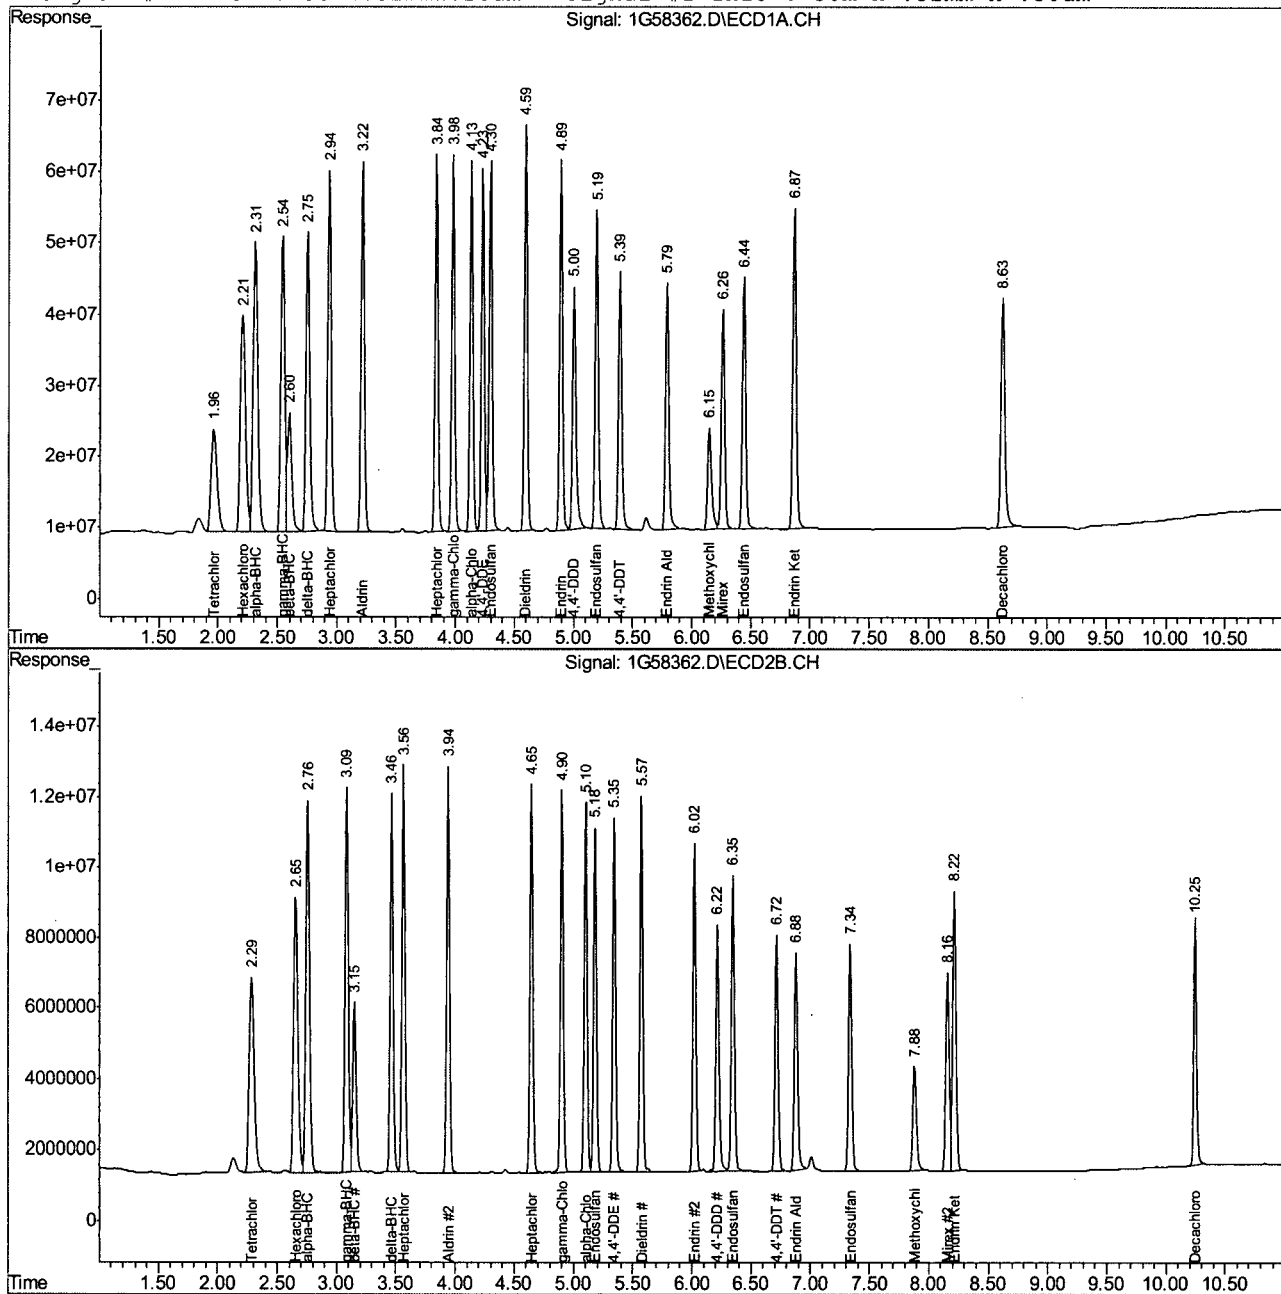 Response_
Signal: 1G58362.D\ECD1A.CH
7e+07
6e+07
5e+07
4e+07
3e+07
2e+07
1e+07
0
1.96
2.21
2.31
2.54
2.60
2.75
2.94
3.22
3.84
3.98
4.13
4.23
4.30
4.59
4.89
5.00
5.19
5.39
5.79
6.15
6.26
6.44
6.87
8.63
Tetrachlor
Hexachloro
alpha-BHC
gamma-BHC
beta-BHC
delta-BHC
Heptachlor
Aldrin
Heptachlor
gamma-Chlo
alpha-Chlo
4,4'-DDE
Endosulfan
Dieldrin
Endrin
4,4'-DDD
Endosulfan
4,4'-DDT
Endrin Ald
Methoxychl
Mirex
Endosulfan
Endrin Ket
Decachloro
Time
1.50 2.00 2.50 3.00 3.50 4.00 4.50 5.00 5.50 6.00 6.50 7.00 7.50 8.00 8.50 9.00 9.50 10.00 10.50
Response_
Signal: 1G58362.D\ECD2B.CH
1.4e+07
1.2e+07
1e+07
8000000
6000000
4000000
2000000
0
2.29
2.65
2.76
3.09
3.15
3.46
3.56
3.94
4.65
4.90
5.10
5.18
5.35
5.57
6.02
6.22
6.35
6.72
6.88
7.34
7.88
8.16
8.22
10.25
Tetrachlor
Hexachloro
alpha-BHC
gamma-BHC
beta-BHC #
delta-BHC
Heptachlor
Aldrin #2
Heptachlor
gamma-Chlo
alpha-Chlo
Endosulfan
4,4'-DDE #
Dieldrin #
Endrin #2
4,4'-DDD #
Endosulfan
4,4'-DDT #
Endrin Ald
Endosulfan
Methoxychl
Mirex #2
Endrin Ket
Decachloro
Time
1.50 2.00 2.50 3.00 3.50 4.00 4.50 5.00 5.50 6.00 6.50 7.00 7.50 8.00 8.50 9.00 9.50 10.00 10.50